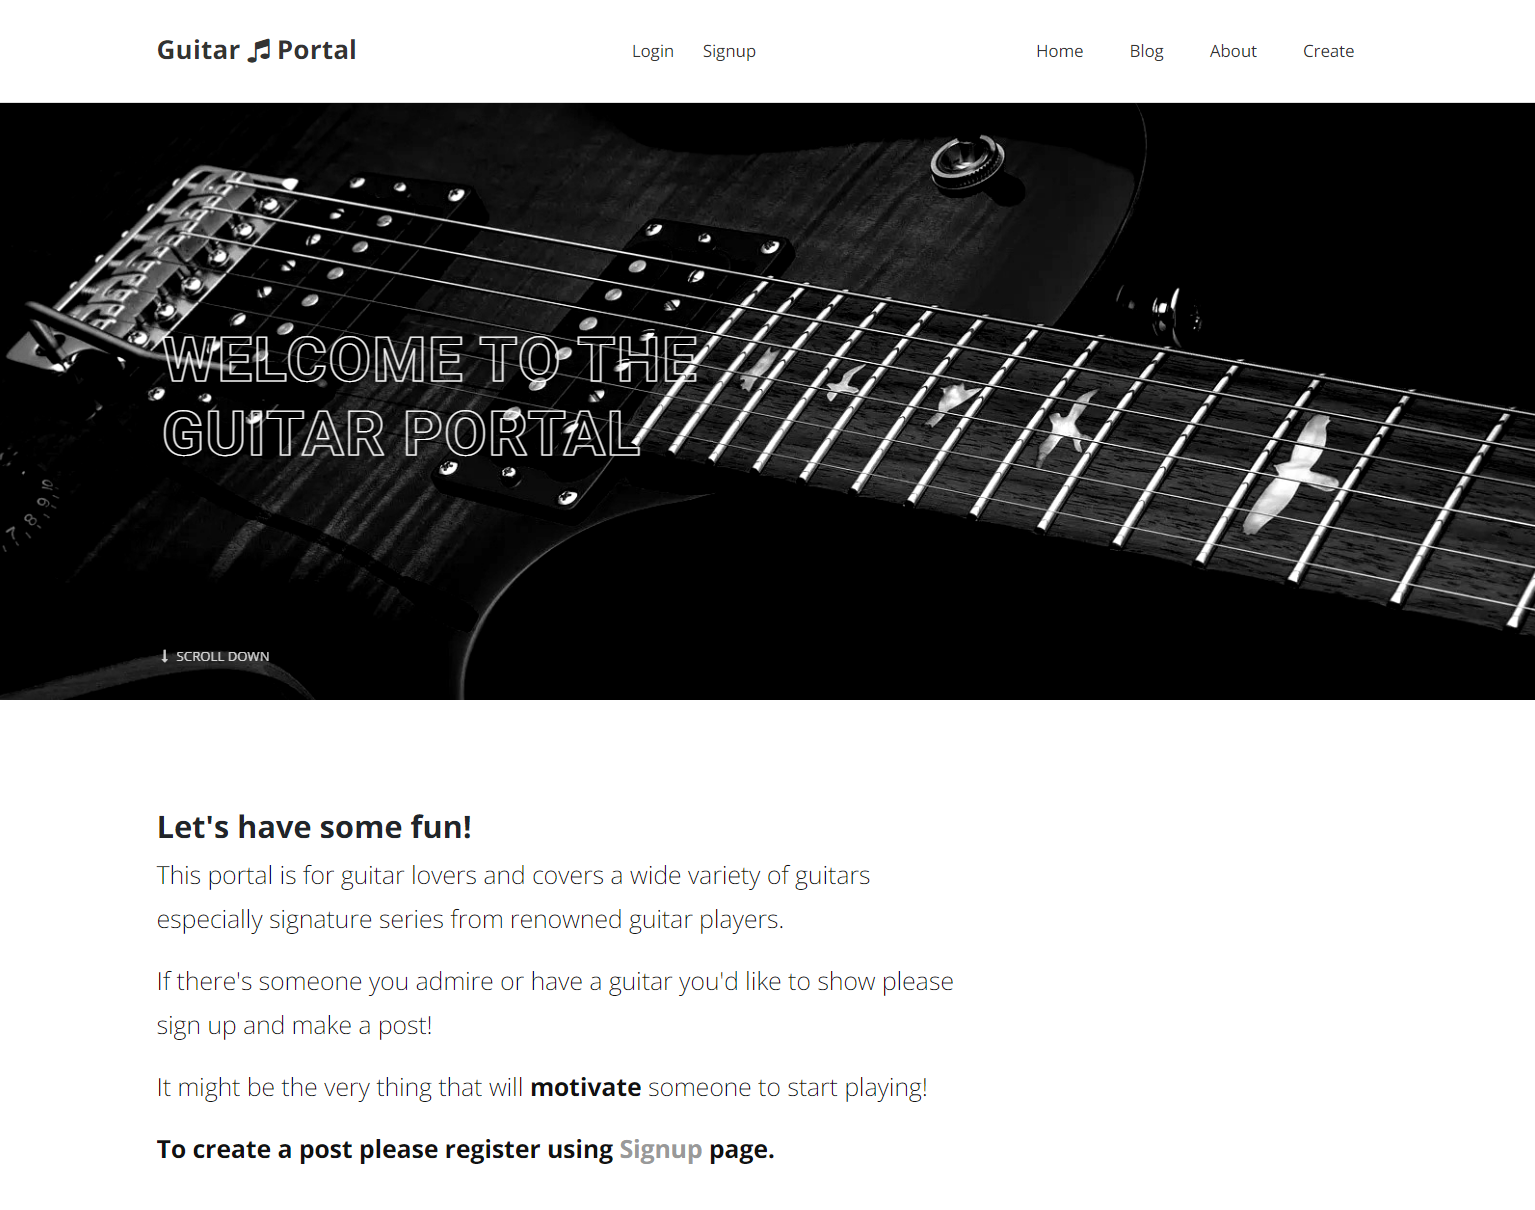 Guitar Portal
Login Signup
Home Blog About Create
WELCOME TO THE
GUITAR PORTAL
7 8 9 10
SCROLL DOWN
Let's have some fun!
This portal is for guitar lovers and covers a wide variety of guitars
especially signature series from renowned guitar players.
If there's someone you admire or have a guitar you'd like to show please
sign up and make a post!
It might be the very thing that will motivate someone to start playing!
To create a post please register using Signup page.